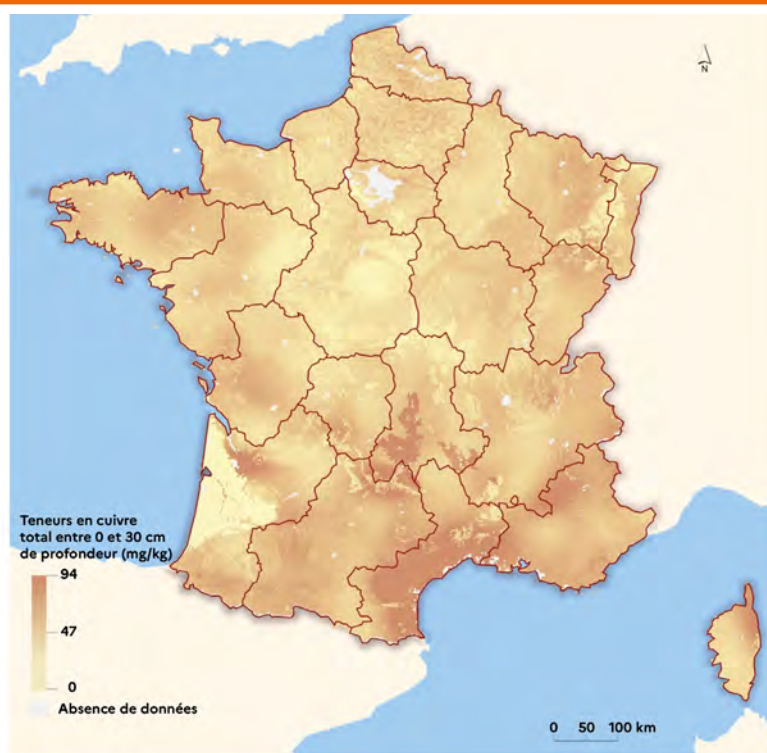 N
Teneurs en cuivre
total entre 0 et 30 cm
de profondeur (mg/kg)
94
47
0
Absence de données
0 50 100 km